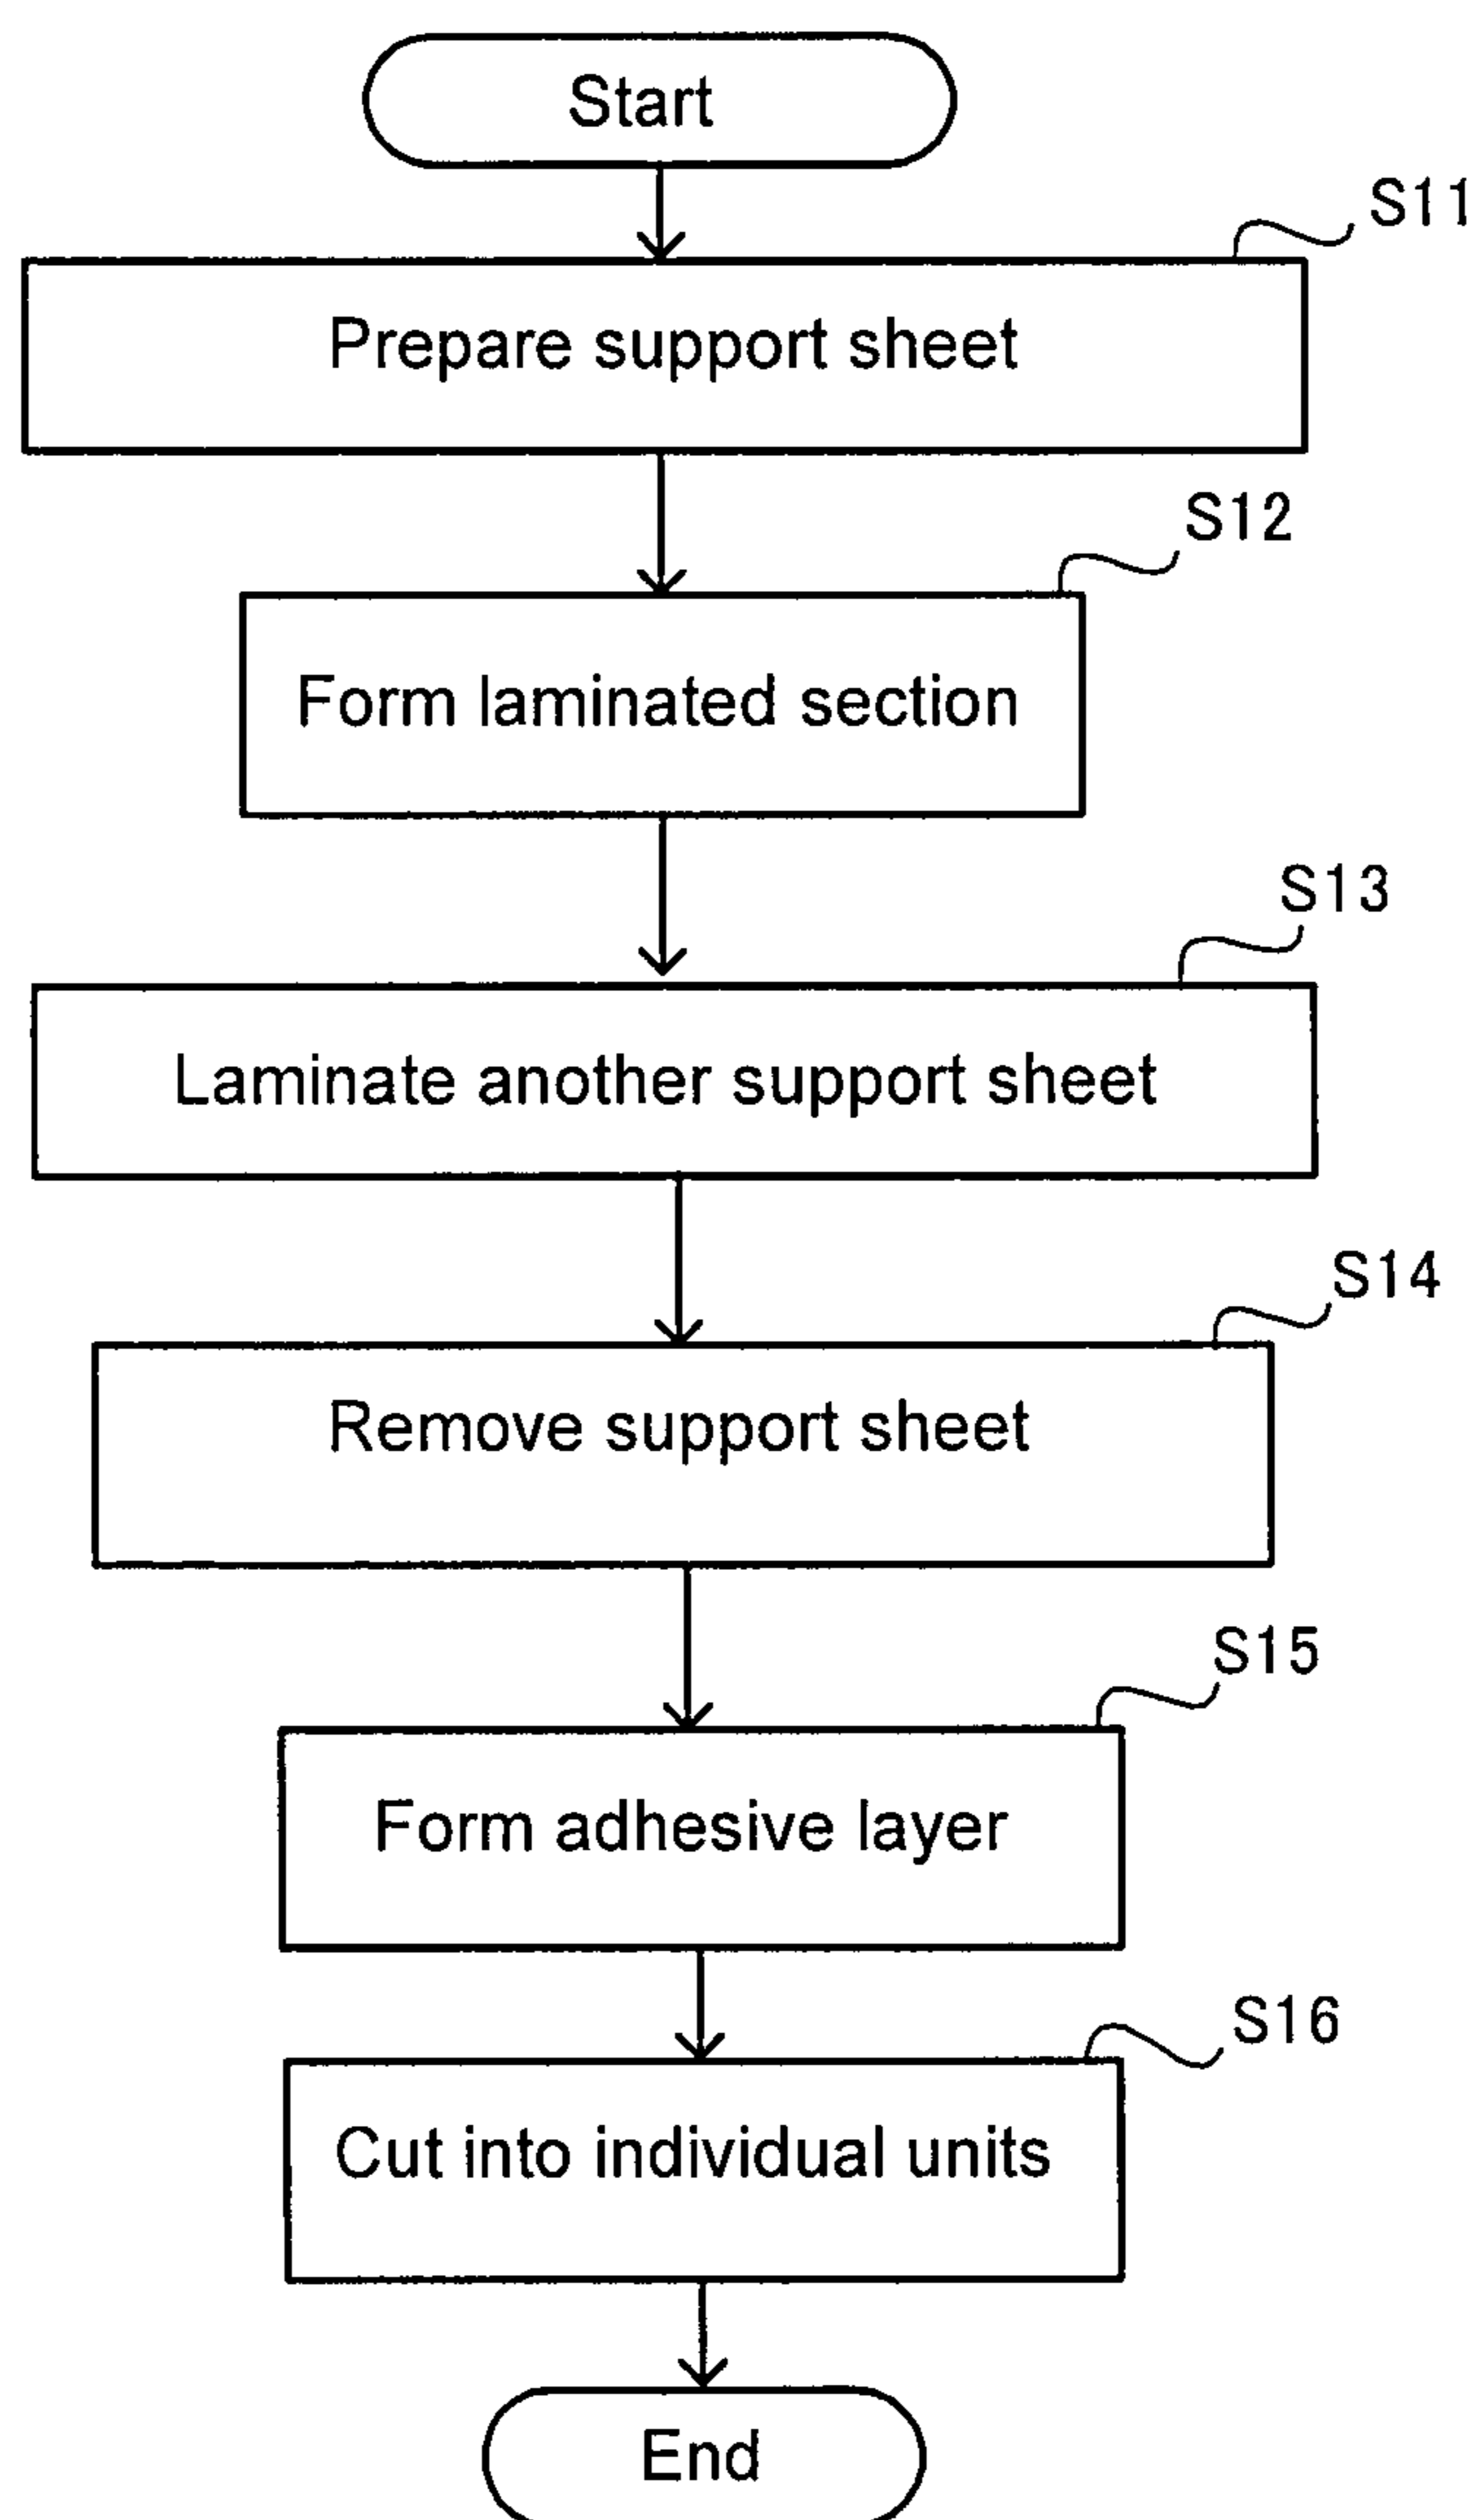 Start
S11
Prepare support sheet
S12
Form laminated section
S13
Laminate another support sheet
S14
Remove support sheet
S15
Form adhesive layer
S16
Cut into individual units
End